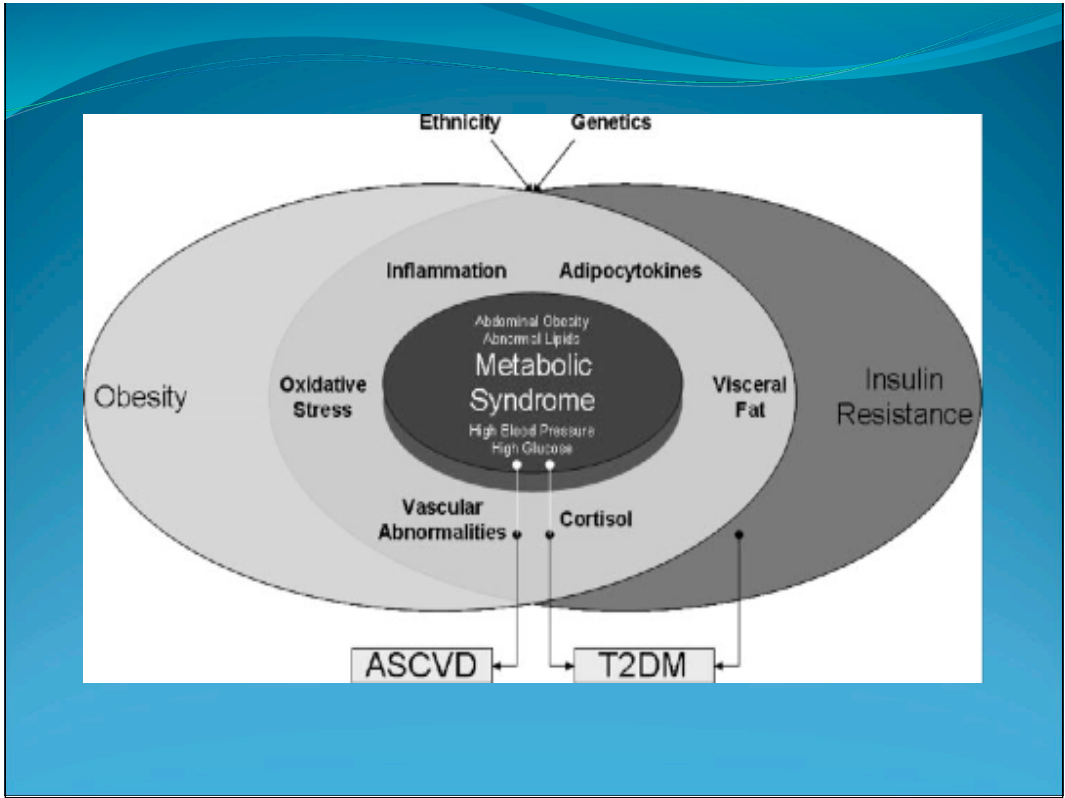 Ethnicity
Genetics
Inflammation
Adipocytokines
Abdominal Obesity
Abnormal Lipids
Metabolic
Syndrome
High Blood Pressure
High Glucose
Obesity
Oxidative
Stress
Visceral
Fat
Insulin
Resistance
Vascular
Abnormalities
Cortisol
ASCVD
T2DM